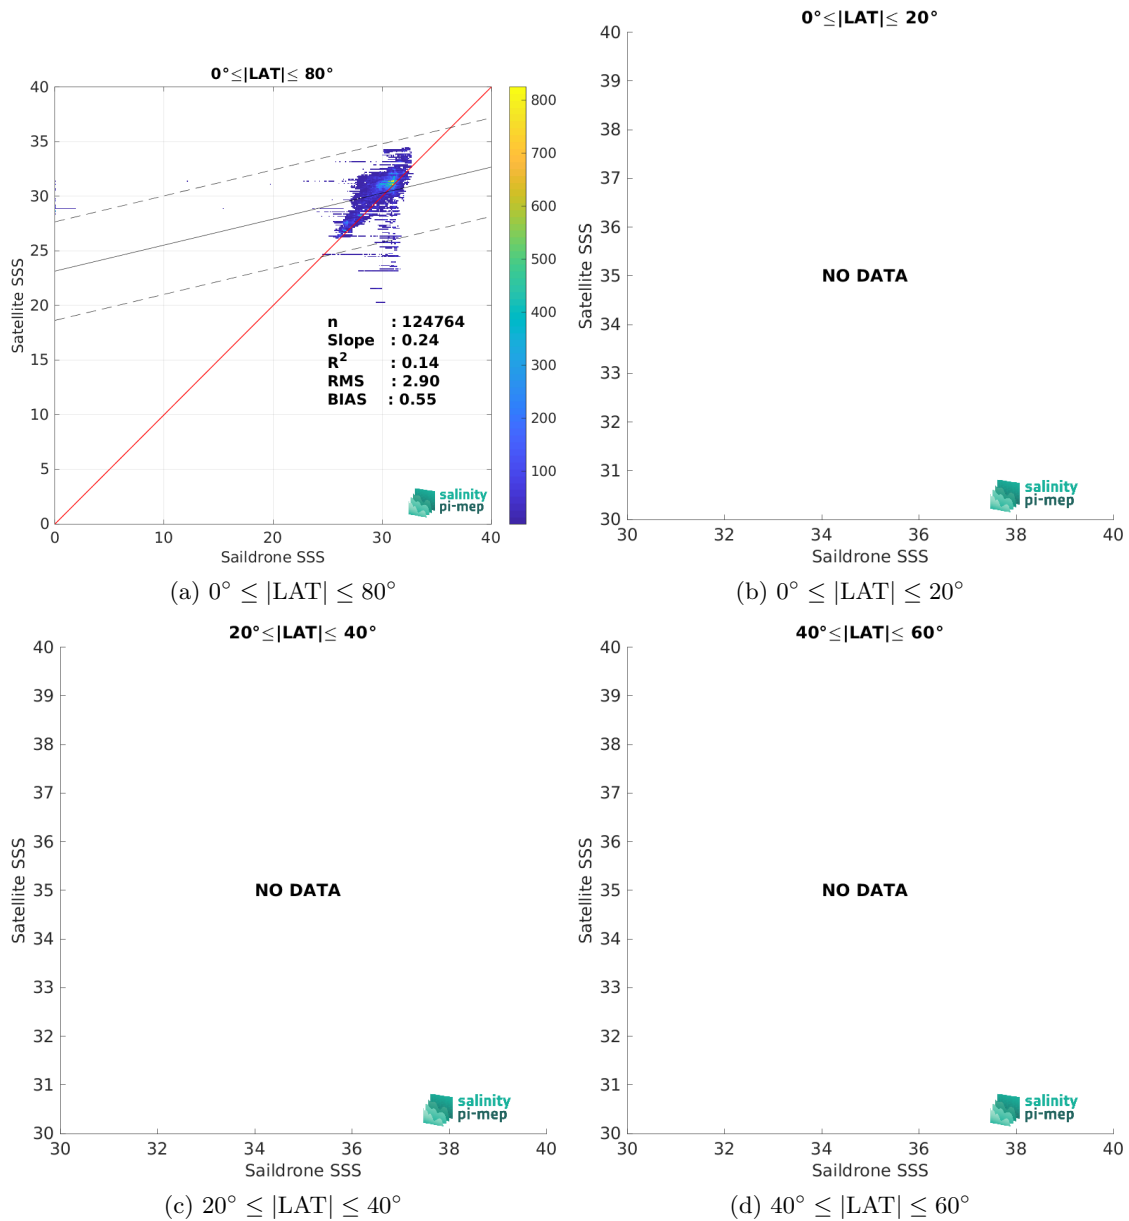 0°≤|LAT|≤ 80°
40
35
30
25
20
15
10
5
0
0
10
20
30
40
Satellite SSS
Saildrone SSS
n : 124764
Slope : 0.24
R² : 0.14
RMS : 2.90
BIAS : 0.55
800
700
600
500
400
300
200
100
salinity
pi-mep
(a) 0° ≤ |LAT| ≤ 80°
0°≤|LAT|≤ 20°
40
39
38
37
36
35
34
33
32
31
30
30
32
34
36
38
40
Satellite SSS
Saildrone SSS
NO DATA
salinity
pi-mep
(b) 0° ≤ |LAT| ≤ 20°
20°≤|LAT|≤ 40°
40
39
38
37
36
35
34
33
32
31
30
30
32
34
36
38
40
Satellite SSS
Saildrone SSS
NO DATA
salinity
pi-mep
(c) 20° ≤ |LAT| ≤ 40°
40°≤|LAT|≤ 60°
40
39
38
37
36
35
34
33
32
31
30
30
32
34
36
38
40
Satellite SSS
Saildrone SSS
NO DATA
salinity
pi-mep
(d) 40° ≤ |LAT| ≤ 60°